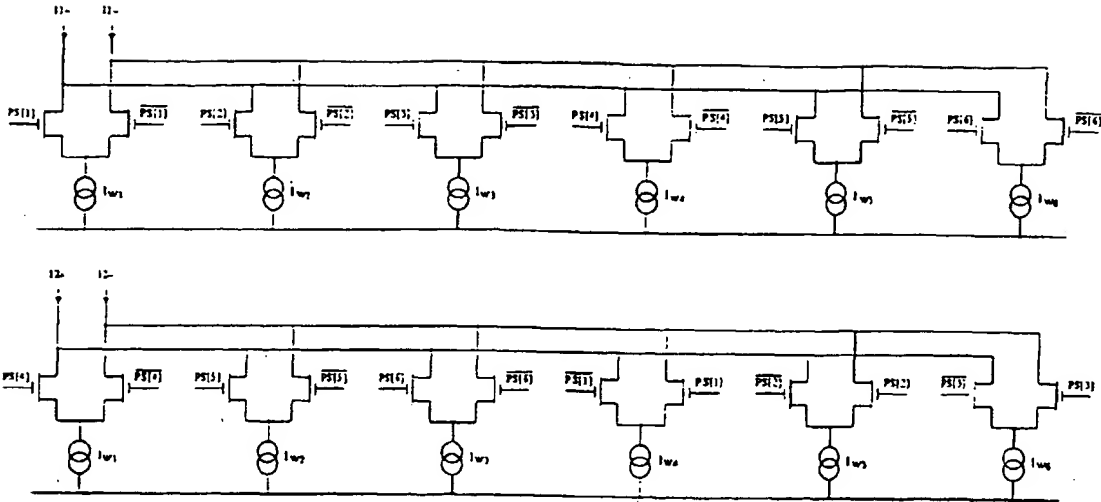 I1+ I1-
PS[1] PS[1] PS[2] PS[2] PS[3] PS[3] PS[4] PS[4] PS[5] PS[5] PS[6] PS[6]
IW1 IW2 IW3 IW4 IW5 IW6
I2+ I2-
PS[4] PS[4] PS[5] PS[5] PS[6] PS[6] PS[1] PS[1] PS[2] PS[2] PS[3] PS[3]
IW1 IW2 IW3 IW4 IW5 IW6